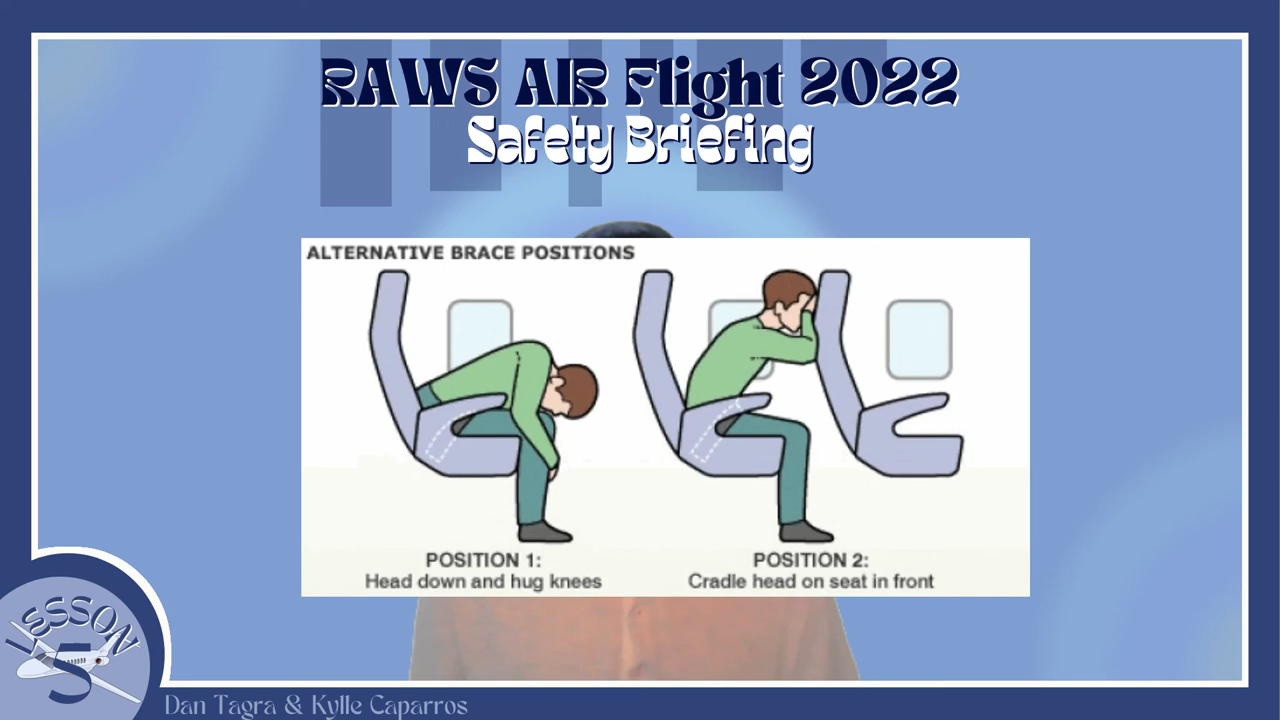 RAWS AIR Flight 2022
Safety Briefing
ALTERNATIVE BRACE POSITIONS
POSITION 1:
Head down and hug knees
POSITION 2:
Cradle head on seat in front
LESSON
5
Dan Tagra & Kylle Caparros